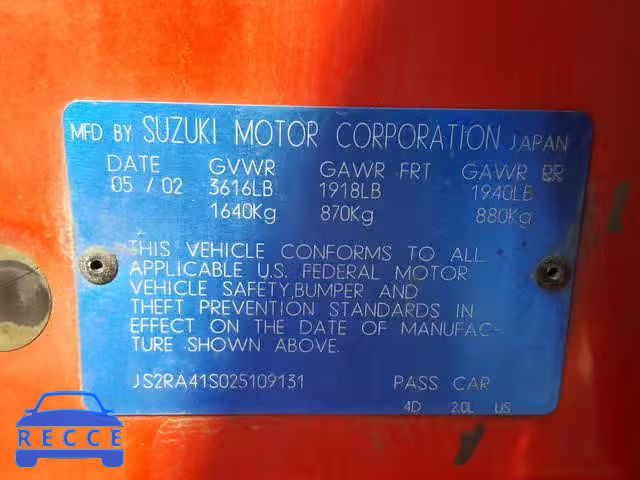 MFD BY SUZUKI MOTOR CORPORATION JAPAN
DATE GVWR GAWR FRT GAWR RR
05 / 02 3616LB 1918LB 1940LB
1640Kg 870Kg 880Kg
THIS VEHICLE CONFORMS TO ALL
APPLICABLE U.S. FEDERAL MOTOR
VEHICLE SAFETY,BUMPER AND
THEFT PREVENTION STANDARDS IN
EFFECT ON THE DATE OF MANUFAC-
TURE SHOWN ABOVE.
JS2RA41S025109131 PASS CAR
4D 2.0L US
RECCE